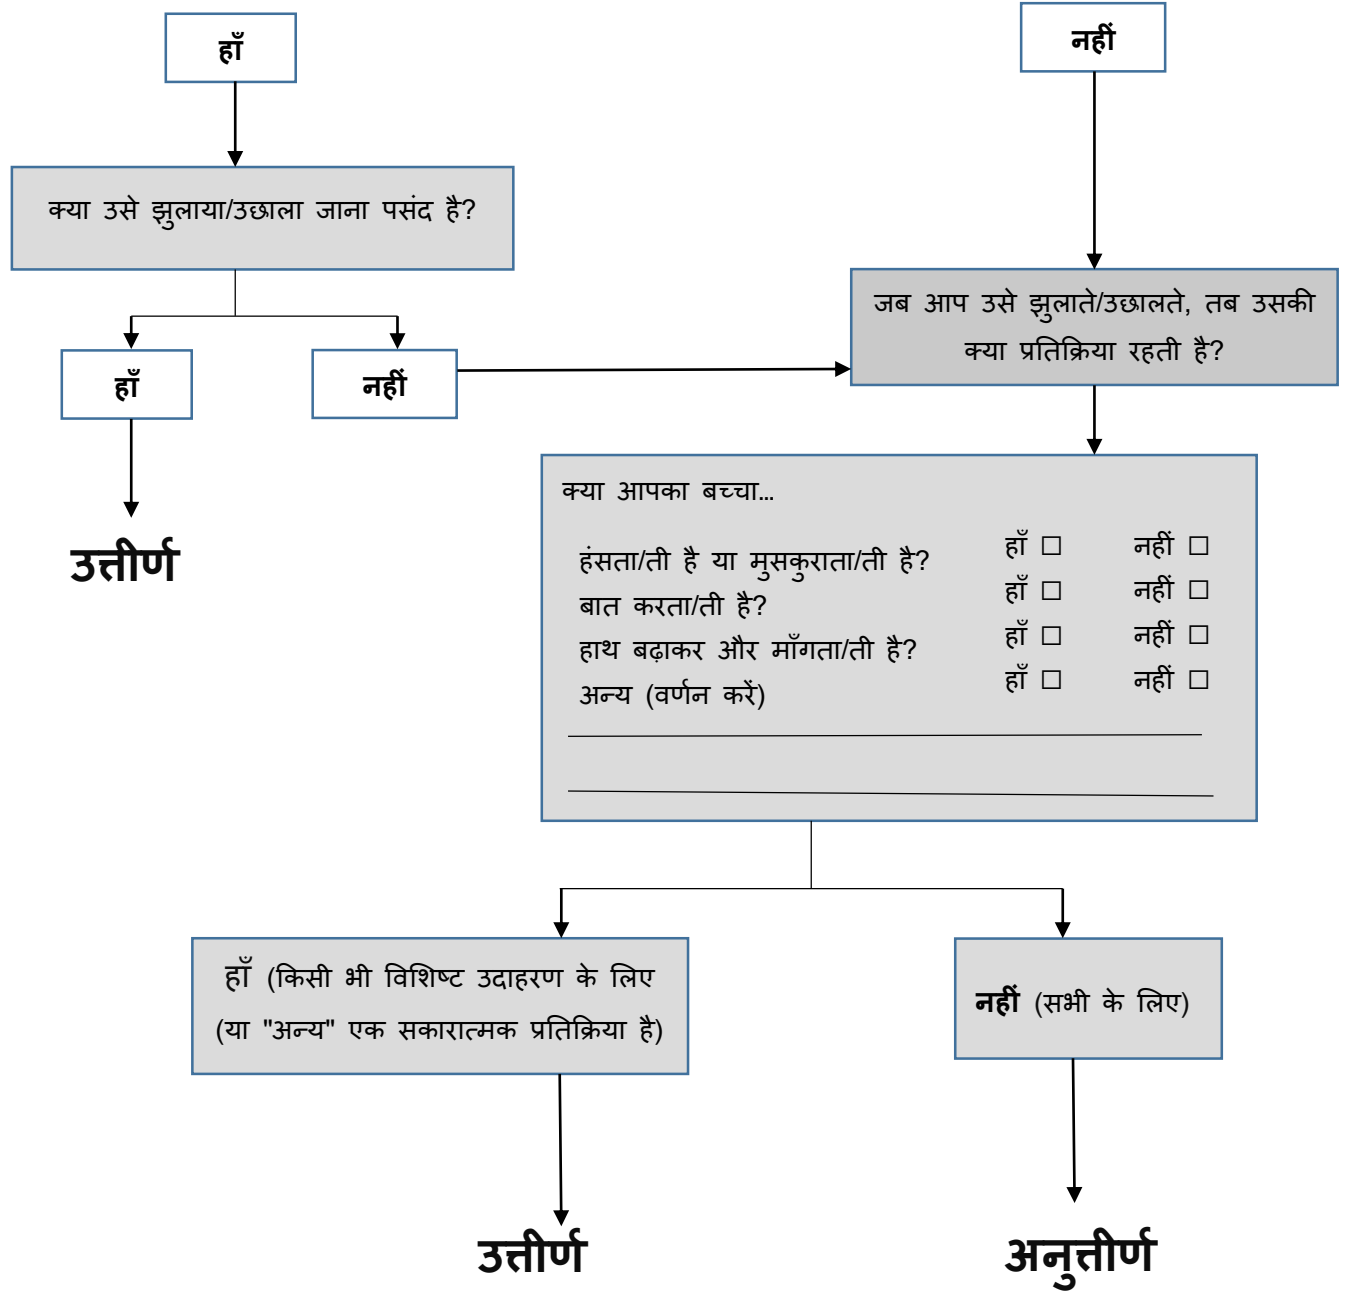 हाँ
नहीं
क्या उसे झुलाया/उछाला जाना पसंद है?
जब आप उसे झुलाते/उछालते, तब उसकी
क्या प्रतिक्रिया रहती है?
हाँ
नहीं
उत्तीर्ण
क्या आपका बच्चा...
हंसता/ती है या मुसकुराता/ती है? हाँ ☐ नहीं ☐
बात करता/ती है? हाँ ☐ नहीं ☐
हाथ बढ़ाकर और माँगता/ती है? हाँ ☐ नहीं ☐
अन्य (वर्णन करें) हाँ ☐ नहीं ☐
हाँ (किसी भी विशिष्ट उदाहरण के लिए
(या "अन्य" एक सकारात्मक प्रतिक्रिया है)
नहीं (सभी के लिए)
उत्तीर्ण
अनुत्तीर्ण